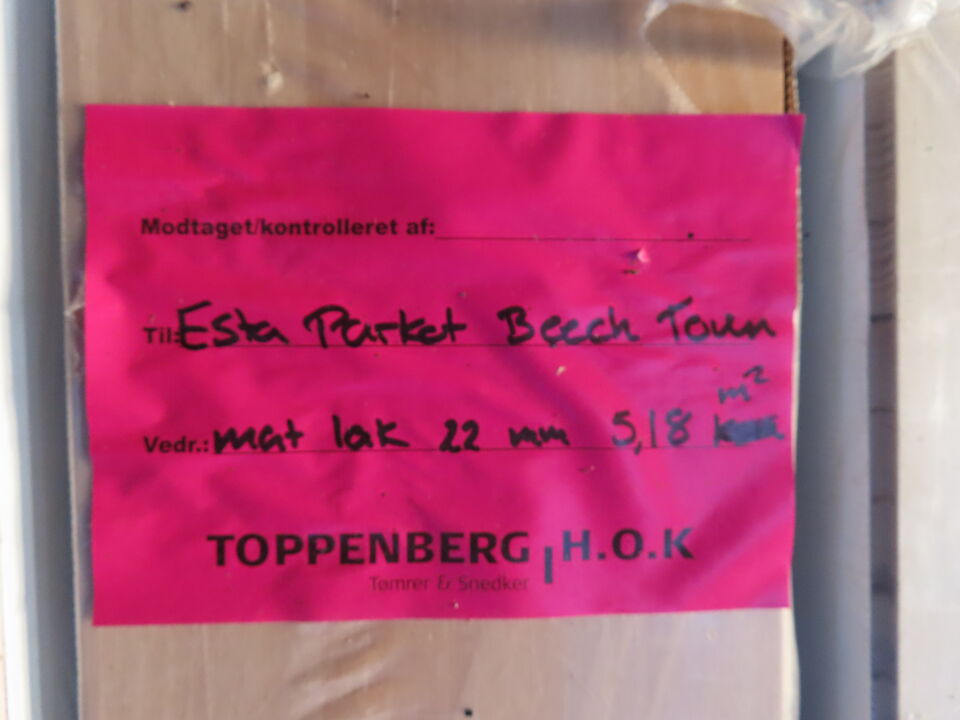 Modtaget/kontrolleret af:
Til: Esta Parket Beech Town
m²
Vedr.: mat lak 22 mm 5,18
TOPPENBERG H.O.K
Tømrer & Snedker